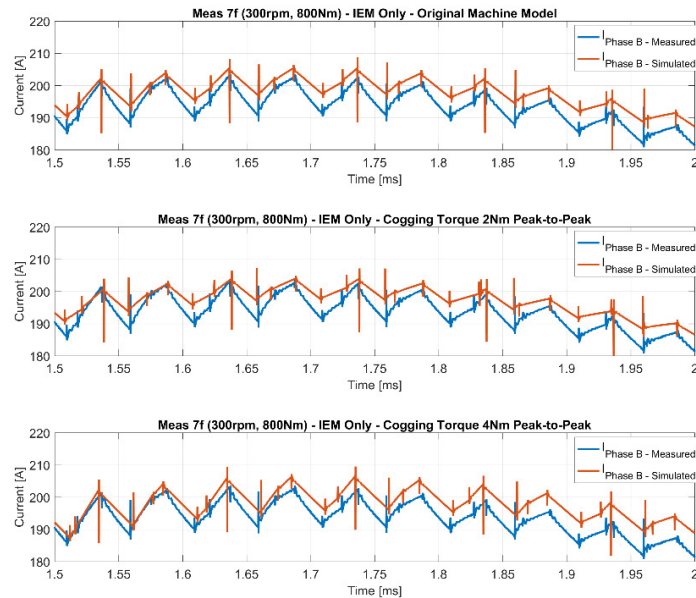 Meas 7f (300rpm, 800Nm) - IEM Only - Original Machine Model
220
210
200
190
180
Current [A]
I Phase B - Measured
I Phase B - Simulated
1.5 1.55 1.6 1.65 1.7 1.75 1.8 1.85 1.9 1.95 2
Time [ms]
Meas 7f (300rpm, 800Nm) - IEM Only - Cogging Torque 2Nm Peak-to-Peak
220
210
200
190
180
Current [A]
I Phase B - Measured
I Phase B - Simulated
1.5 1.55 1.6 1.65 1.7 1.75 1.8 1.85 1.9 1.95 2
Time [ms]
Meas 7f (300rpm, 800Nm) - IEM Only - Cogging Torque 4Nm Peak-to-Peak
220
210
200
190
180
Current [A]
I Phase B - Measured
I Phase B - Simulated
1.5 1.55 1.6 1.65 1.7 1.75 1.8 1.85 1.9 1.95 2
Time [ms]